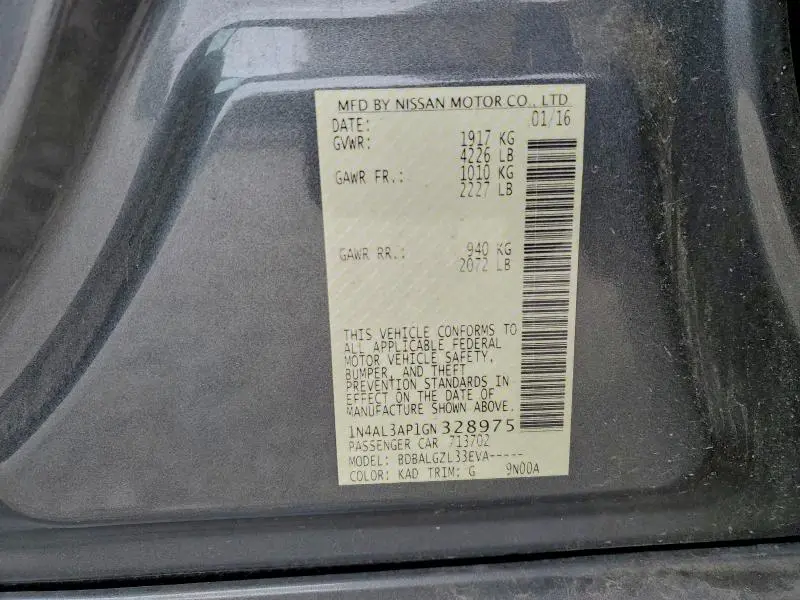 MFD BY NISSAN MOTOR CO., LTD
DATE: 01/16
GVWR: 1917 KG
4226 LB
GAWR FR.: 1010 KG
2227 LB
GAWR RR.: 940 KG
2072 LB
THIS VEHICLE CONFORMS TO
ALL APPLICABLE FEDERAL
MOTOR VEHICLE SAFETY,
BUMPER, AND THEFT
PREVENTION STANDARDS IN
EFFECT ON THE DATE OF
MANUFACTURE SHOWN ABOVE.
1N4AL3AP1GN328975
PASSENGER CAR 713702
MODEL: BDBALGZL33EVA-----
COLOR: KAD TRIM: G 9N00A